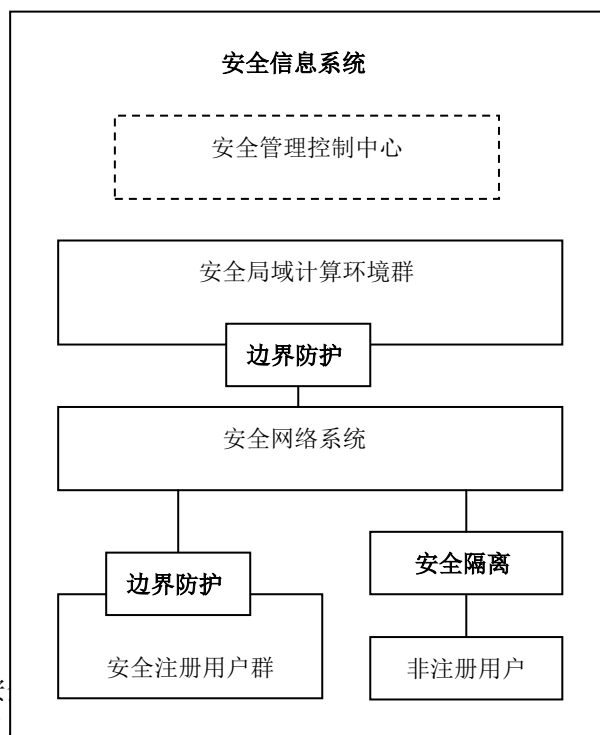 安全信息系统
安全管理控制中心
安全局域计算环境群
边界防护
安全网络系统
安全隔离
边界防护
安全注册用户群
非注册用户